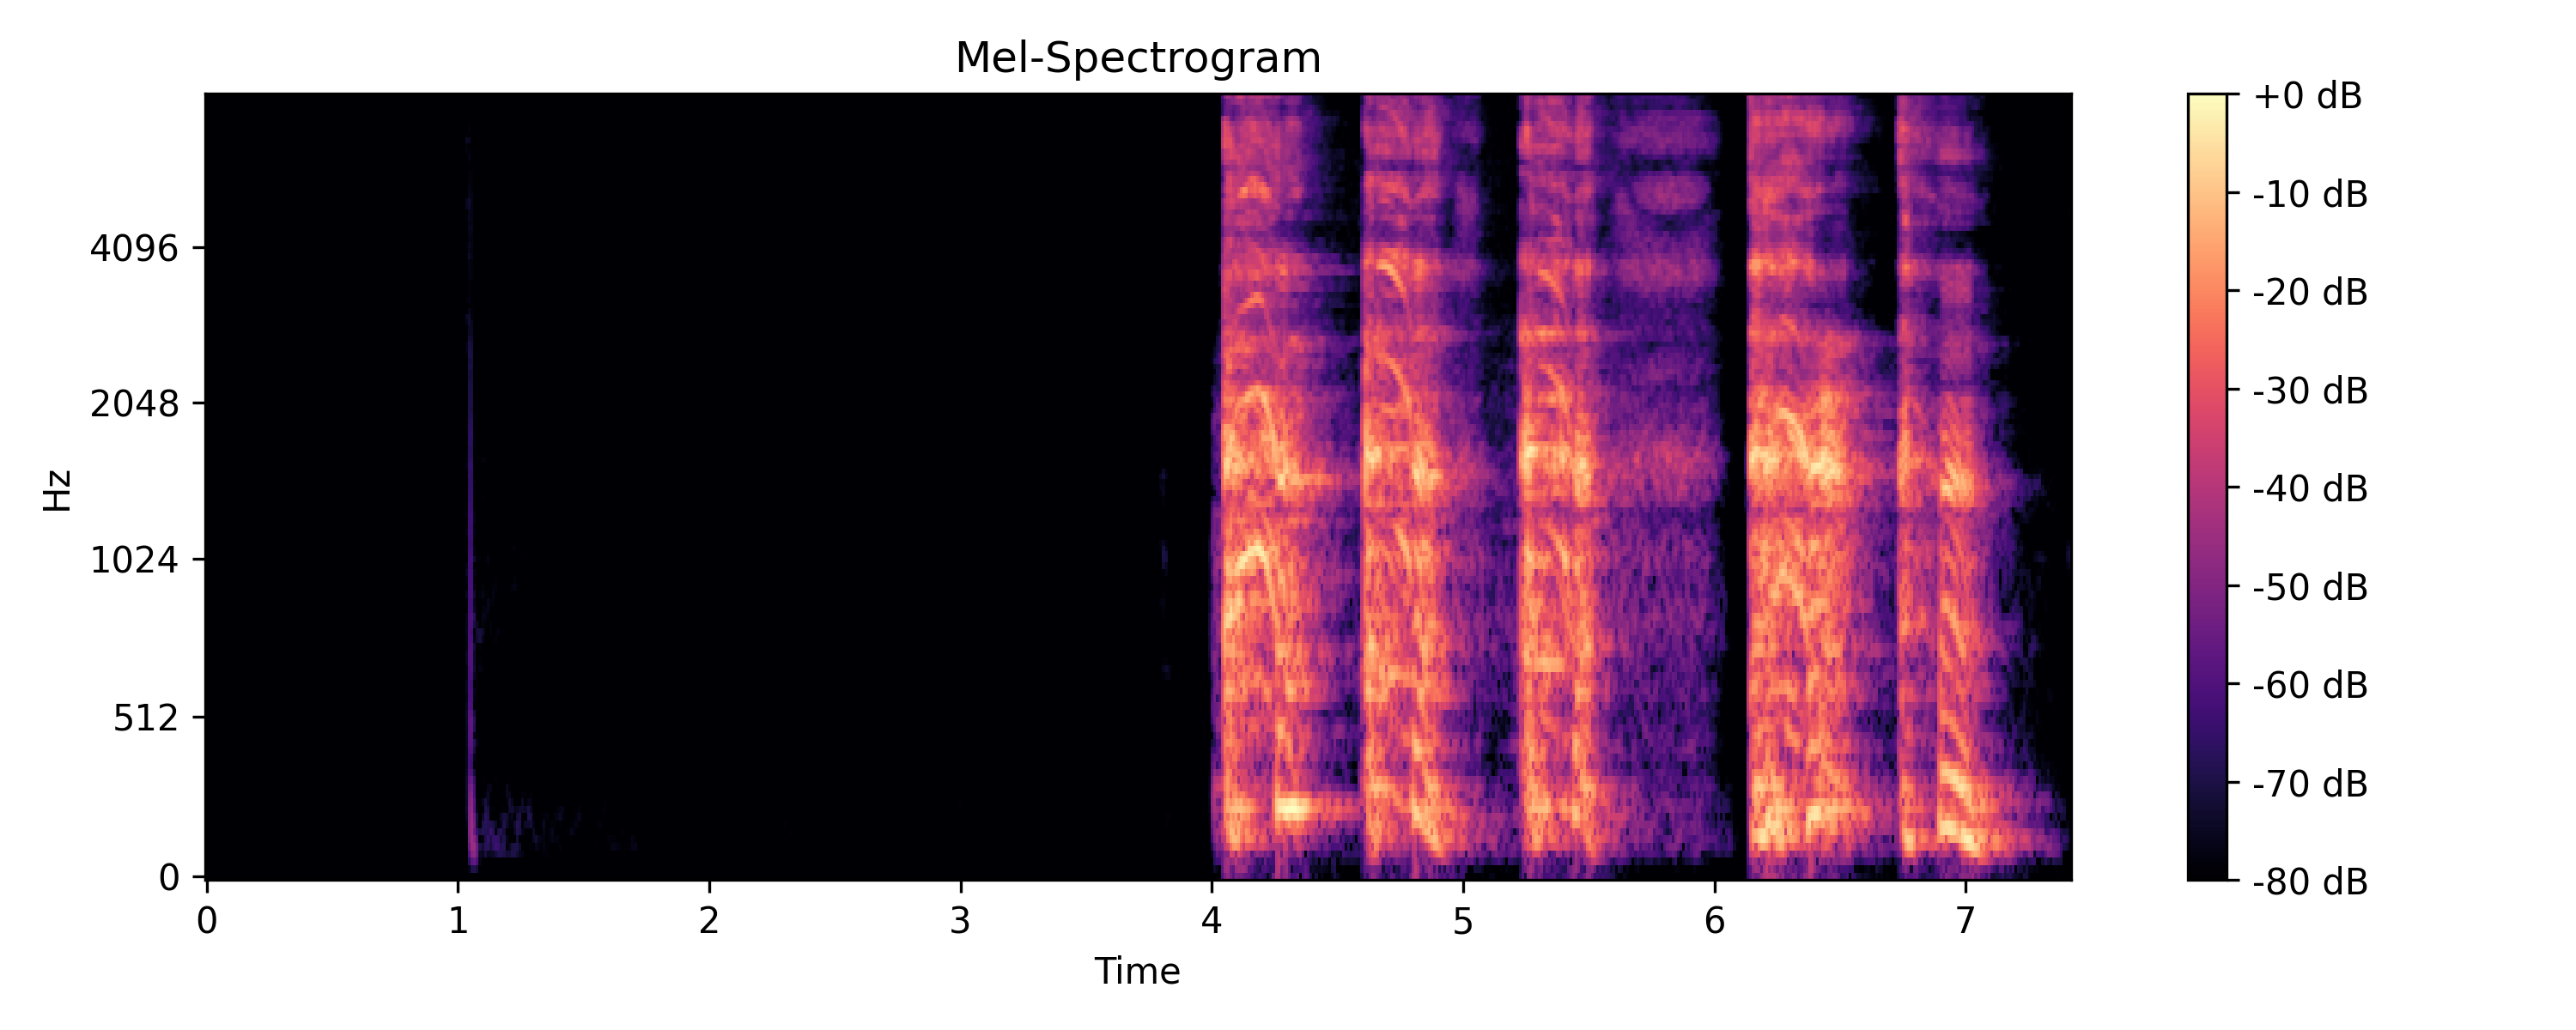 Mel-Spectrogram
+0 dB
-10 dB
-20 dB
-30 dB
-40 dB
-50 dB
-60 dB
-70 dB
-80 dB
4096
2048
1024
512
0
Hz
0 1 2 3 4 5 6 7
Time